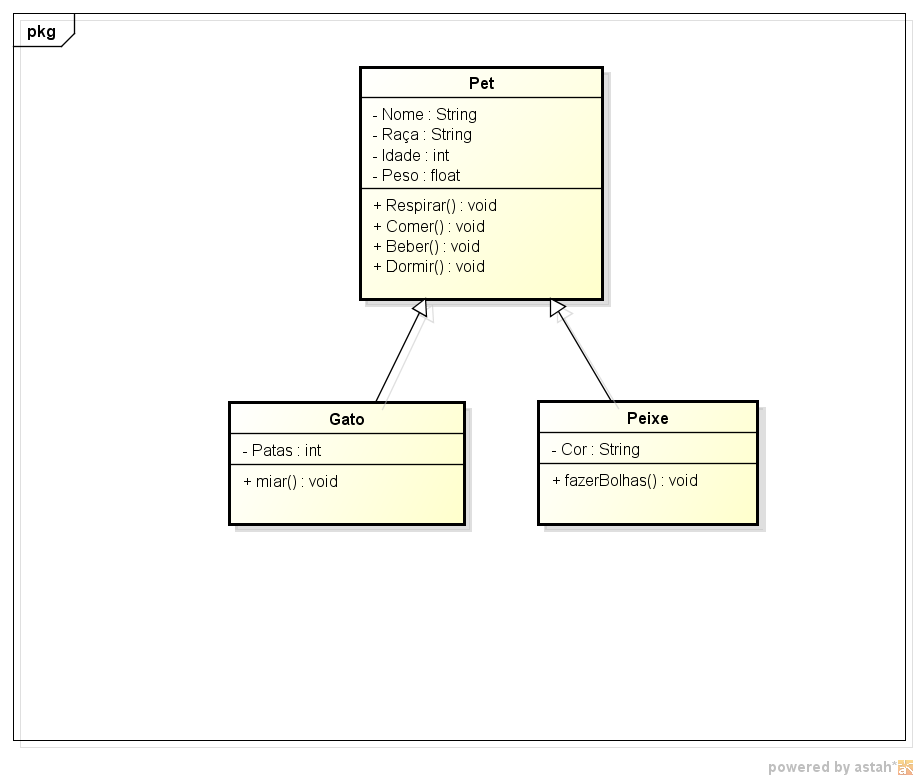 pkg
Pet
- Nome : String
- Raça : String
- Idade : int
- Peso : float
+ Respirar() : void
+ Comer() : void
+ Beber() : void
+ Dormir() : void
Gato
- Patas : int
+ miar() : void
Peixe
- Cor : String
+ fazerBolhas() : void
powered by astah*